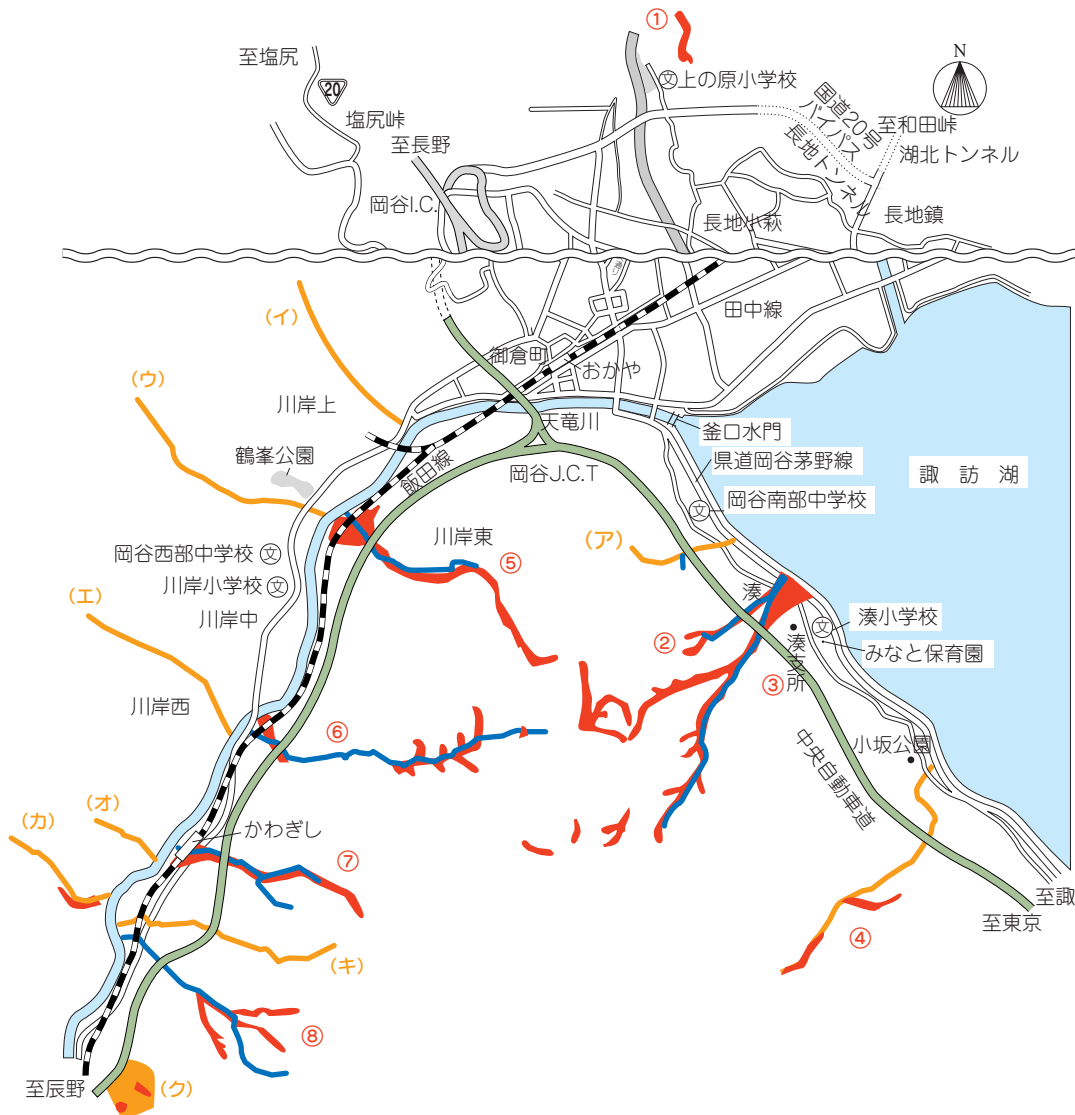 ①
至塩尻
20
塩尻峠
至長野
文
上の原小学校
N
国道20号
バイパス
長地トンネル
至和田峠
湖北トンネル
岡谷I.C.
長地小萩
長地鎮
(イ)
田中線
御倉町
おかや
(ウ)
川岸上
天竜川
釜口水門
鶴峯公園
飯田線
岡谷J.C.T
県道岡谷茅野線
諏訪湖
文
岡谷南部中学校
岡谷西部中学校
文
川岸東
(ア)
⑤
川岸小学校
文
(エ)
川岸中
湊
文
湊小学校
②
湊支所
みなと保育園
③
川岸西
⑥
小坂公園
中央自動車道
(オ)
(カ)
かわぎし
⑦
至諏
至東京
④
(キ)
⑧
至辰野
(ク)